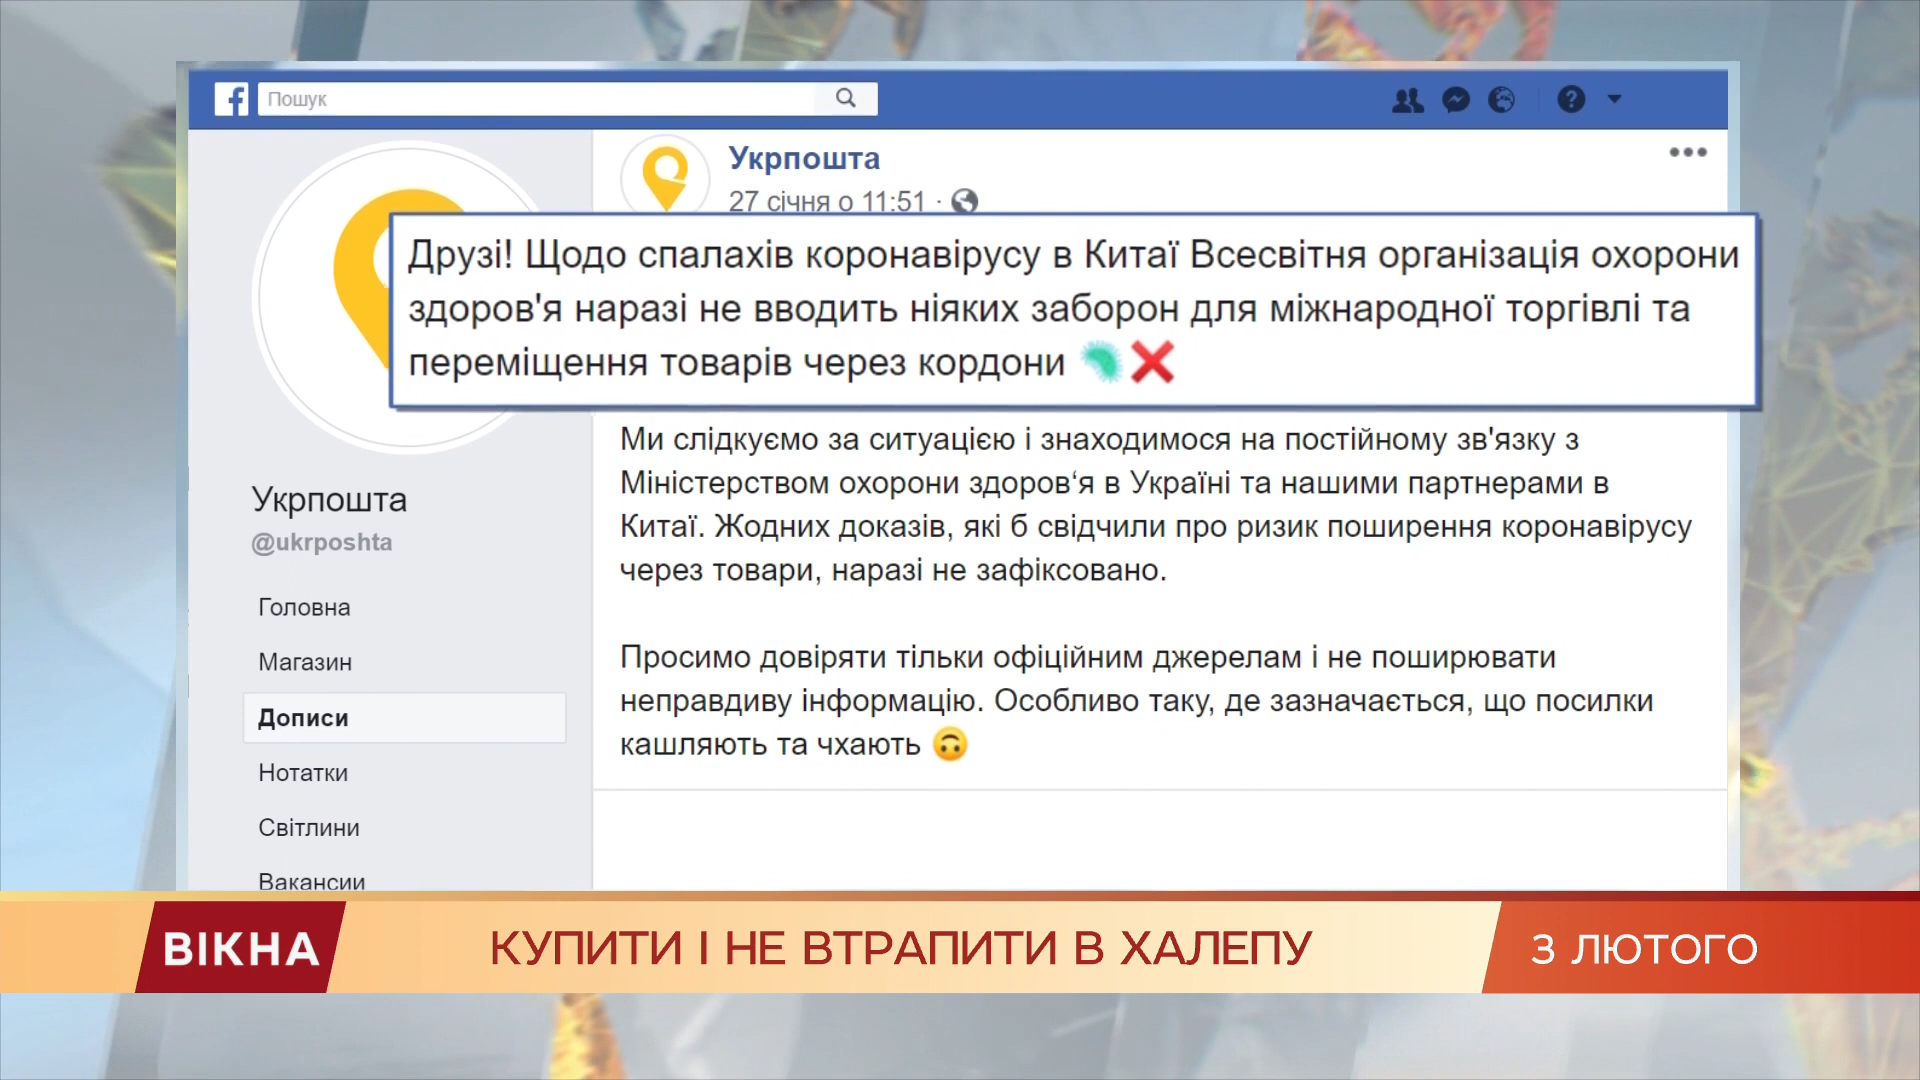 Пошук
Укрпошта
27 січня о 11:51 ·
Друзі! Щодо спалахів коронавірусу в Китаї Всесвітня організація охорони
здоров'я наразі не вводить ніяких заборон для міжнародної торгівлі та
переміщення товарів через кордони 🦠❌
Ми слідкуємо за ситуацією і знаходимося на постійному зв'язку з
Міністерством охорони здоров‘я в Україні та нашими партнерами в
Китаї. Жодних доказів, які б свідчили про ризик поширення коронавірусу
через товари, наразі не зафіксовано.
Просимо довіряти тільки офіційним джерелам і не поширювати
неправдиву інформацію. Особливо таку, де зазначається, що посилки
кашляють та чхають 🙃
Укрпошта
@ukrposhta
Головна
Магазин
Дописи
Нотатки
Світлини
Вакансии
ВІКНА
КУПИТИ І НЕ ВТРАПИТИ В ХАЛЕПУ
3 ЛЮТОГО